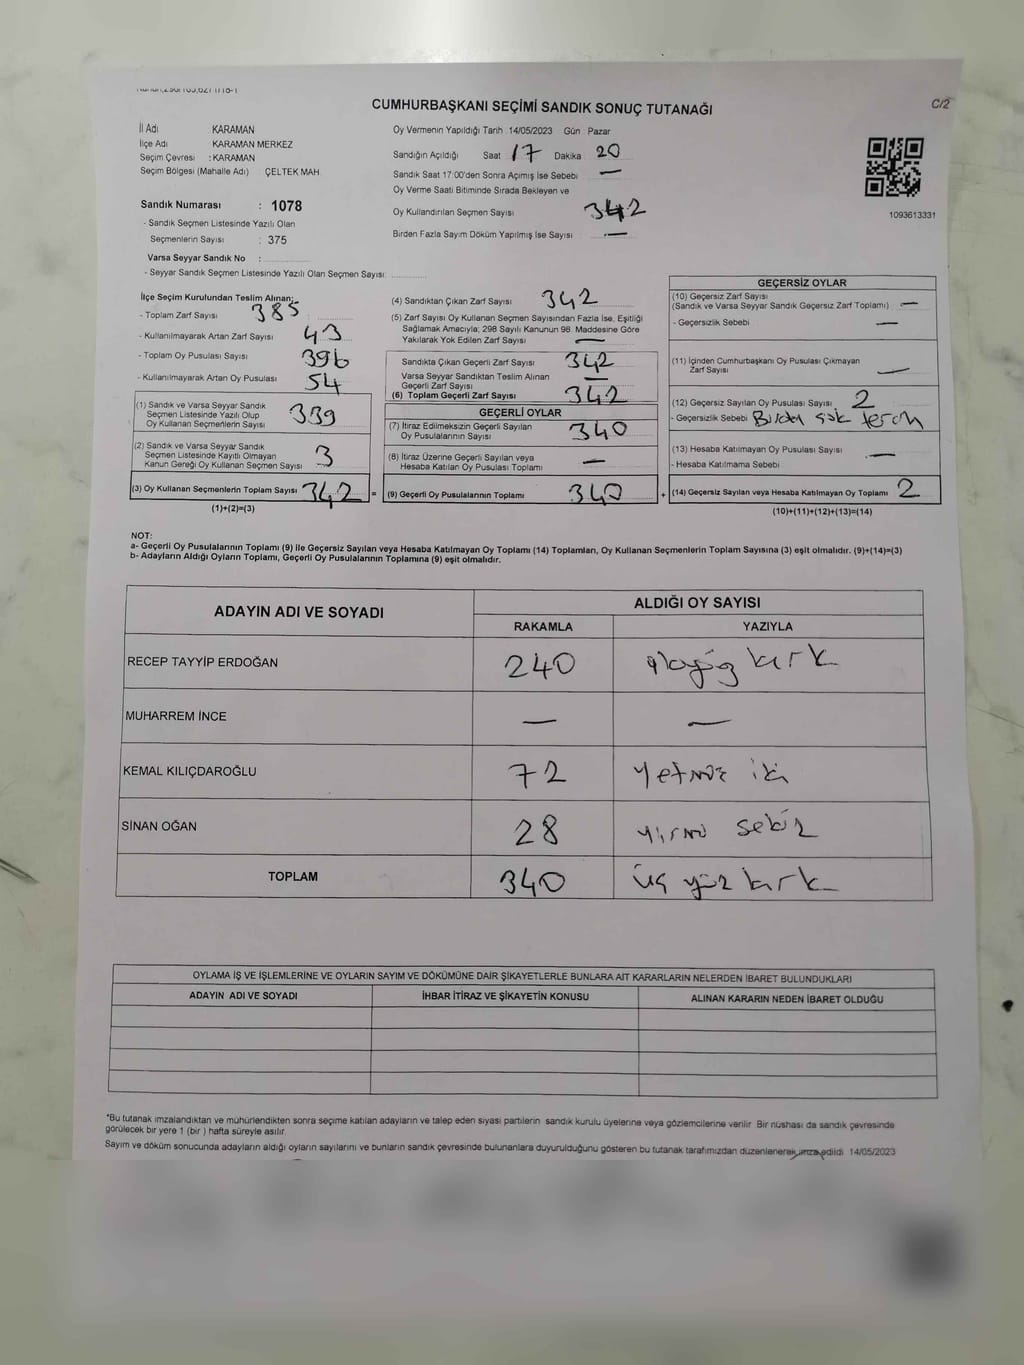 CUMHURBAŞKANI SEÇİMİ SANDIK SONUÇ TUTANAĞI
C/2
İl Adı KARAMAN
İlçe Adı KARAMAN MERKEZ
Seçim Çevresi : KARAMAN
Seçim Bölgesi (Mahalle Adı) ÇELTEK MAH.
Sandık Numarası : 1078
- Sandık Seçmen Listesinde Yazılı Olan
Seçmenlerin Sayısı : 375
Varsa Seyyar Sandık No :
- Seyyar Sandık Seçmen Listesinde Yazılı Olan Seçmen Sayısı:
Oy Vermenin Yapıldığı Tarih 14/05/2023 Gün : Pazar
Sandığın Açıldığı Saat 17 Dakika 20
Sandık Saat 17:00'den Sonra Açılmış İse Sebebi —
Oy Verme Saati Bitiminde Sırada Bekleyen ve
Oy Kullandırılan Seçmen Sayısı 342
Birden Fazla Sayım Döküm Yapılmış İse Sayısı —
1093613331
İlçe Seçim Kurulundan Teslim Alınan;
- Toplam Zarf Sayısı : 385
- Kullanılmayarak Artan Zarf Sayısı : 43
- Toplam Oy Pusulası Sayısı : 396
- Kullanılmayarak Artan Oy Pusulası : 54
(1) Sandık ve Varsa Seyyar Sandık
Seçmen Listesinde Yazılı Olup
Oy Kullanan Seçmenlerin Sayısı 339
(2) Sandık ve Varsa Seyyar Sandık
Seçmen Listesinde Kayıtlı Olmayan
Kanun Gereği Oy Kullanan Seçmen Sayısı 3
(3) Oy Kullanan Seçmenlerin Toplam Sayısı 342 =
(1)+(2)=(3)
(4) Sandıktan Çıkan Zarf Sayısı 342
(5) Zarf Sayısı Oy Kullanan Seçmen Sayısından Fazla İse, Eşitliği
Sağlamak Amacıyla; 298 Sayılı Kanunun 98. Maddesine Göre
Yakılarak Yok Edilen Zarf Sayısı —
Sandıkta Çıkan Geçerli Zarf Sayısı 342
Varsa Seyyar Sandıktan Teslim Alınan
Geçerli Zarf Sayısı —
(6) Toplam Geçerli Zarf Sayısı 342
GEÇERLİ OYLAR
(7) İtiraz Edilmeksizin Geçerli Sayılan
Oy Pusulalarının Sayısı 340
(8) İtiraz Üzerine Geçerli Sayılan veya
Hesaba Katılan Oy Pusulası Toplamı —
(9) Geçerli Oy Pusulalarının Toplamı 340 +
GEÇERSİZ OYLAR
(10) Geçersiz Zarf Sayısı
(Sandık ve Varsa Seyyar Sandık Geçersiz Zarf Toplamı) —
- Geçersizlik Sebebi —
(11) İçinden Cumhurbaşkanı Oy Pusulası Çıkmayan
Zarf Sayısı —
(12) Geçersiz Sayılan Oy Pusulası Sayısı 2
- Geçersizlik Sebebi
(13) Hesaba Katılmayan Oy Pusulası Sayısı —
- Hesaba Katılmama Sebebi
(14) Geçersiz Sayılan veya Hesaba Katılmayan Oy Toplamı 2
(10)+(11)+(12)+(13)=(14)
NOT:
a- Geçerli Oy Pusulalarının Toplamı (9) ile Geçersiz Sayılan veya Hesaba Katılmayan Oy Toplamı (14) Toplamları, Oy Kullanan Seçmenlerin Toplam Sayısına (3) eşit olmalıdır. (9)+(14)=(3)
b- Adayların Aldığı Oyların Toplamı, Geçerli Oy Pusulalarının Toplamına (9) eşit olmalıdır.
ADAYIN ADI VE SOYADI ALDIĞI OY SAYISI
RAKAMLA YAZIYLA
RECEP TAYYİP ERDOĞAN 240 ikiyüz kırk
MUHARREM İNCE — —
KEMAL KILIÇDAROĞLU 72 yetmiş iki
SİNAN OĞAN 28 yirmi sekiz
TOPLAM 340 üç yüz kırk
OYLAMA İŞ VE İŞLEMLERİNE VE OYLARIN SAYIM VE DÖKÜMÜNE DAİR ŞİKAYETLERLE BUNLARA AİT KARARLARIN NELERDEN İBARET BULUNDUKLARI
ADAYIN ADI VE SOYADI İHBAR İTİRAZ VE ŞİKAYETİN KONUSU ALINAN KARARIN NEDEN İBARET OLDUĞU
*Bu tutanak imzalandıktan ve mühürlendikten sonra seçime katılan adayların ve talep eden siyasi partilerin sandık kurulu üyelerine veya gözlemcilerine verilir. Bir nüshası da sandık çevresinde
görülecek bir yere 1 (bir ) hafta süreyle asılır.
Sayım ve döküm sonucunda adayların aldığı oyların sayılarını ve bunların sandık çevresinde bulunanlara duyurulduğunu gösteren bu tutanak tarafımızdan düzenlenerek imza edildi. 14/05/2023